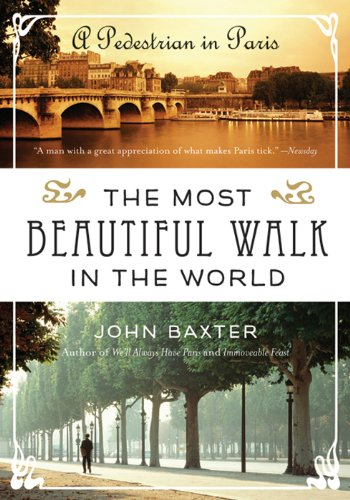 A Pedestrian in Paris
"A man with a great appreciation of what makes Paris tick." —Newsday
THE MOST
BEAUTIFUL WALK
IN THE WORLD
JOHN BAXTER
Author of We'll Always Have Paris and Immoveable Feast